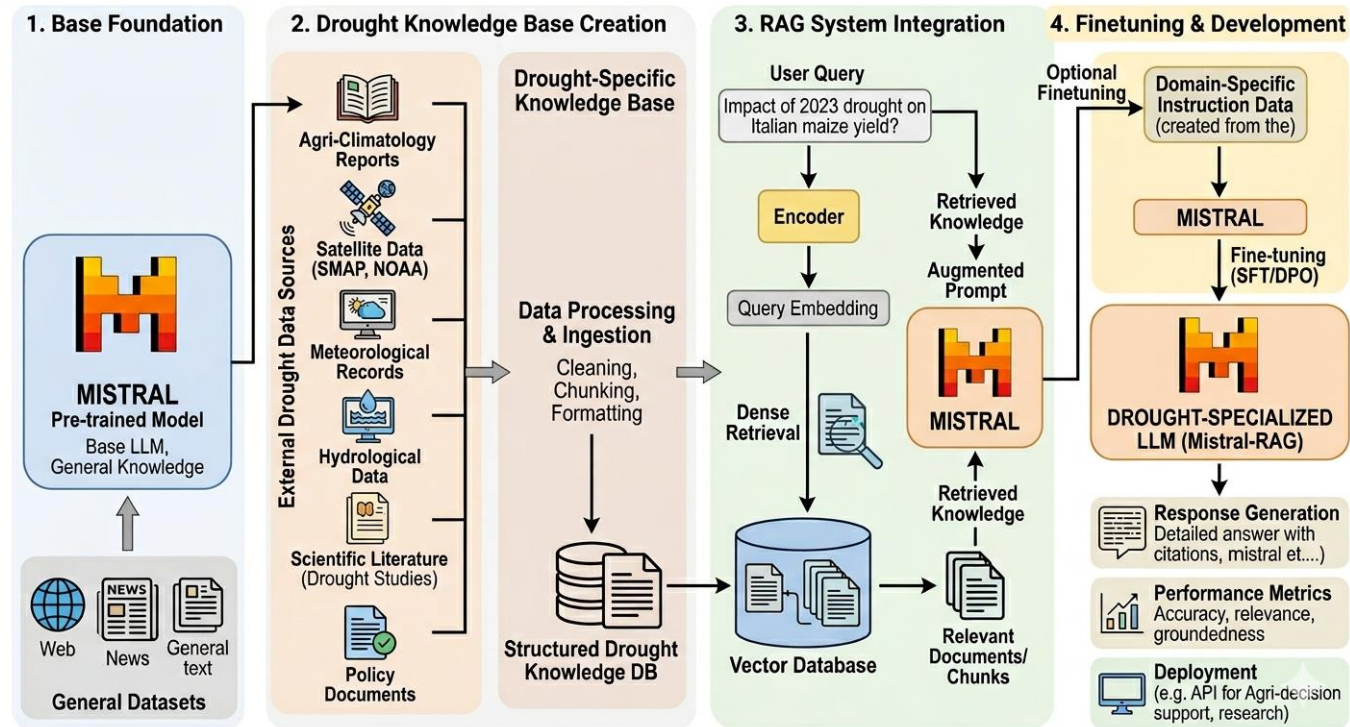 1. Base Foundation
MISTRAL
Pre-trained Model
Base LLM,
General Knowledge
Web
NEWS
News
General
text
General Datasets
2. Drought Knowledge Base Creation
External Drought Data Sources
Agri-Climatology
Reports
Satellite Data
(SMAP, NOAA)
Meteorological
Records
Hydrological
Data
Scientific Literature
(Drought Studies)
Policy
Documents
Drought-Specific
Knowledge Base
Data Processing
& Ingestion
Cleaning,
Chunking,
Formatting
Structured Drought
Knowledge DB
3. RAG System Integration
User Query
Impact of 2023 drought on
Italian maize yield?
Encoder
Query Embedding
Dense
Retrieval
Vector Database
Retrieved
Knowledge
Augmented
Prompt
MISTRAL
Retrieved
Knowledge
Relevant
Documents/
Chunks
4. Finetuning & Development
Optional
Finetuning
Domain-Specific
Instruction Data
(created from the)
MISTRAL
Fine-tuning
(SFT/DPO)
DROUGHT-SPECIALIZED
LLM (Mistral-RAG)
Response Generation
Detailed answer with
citations, mistral et....)
Performance Metrics
Accuracy, relevance,
groundedness
Deployment
(e.g. API for Agri-decision
support, research)